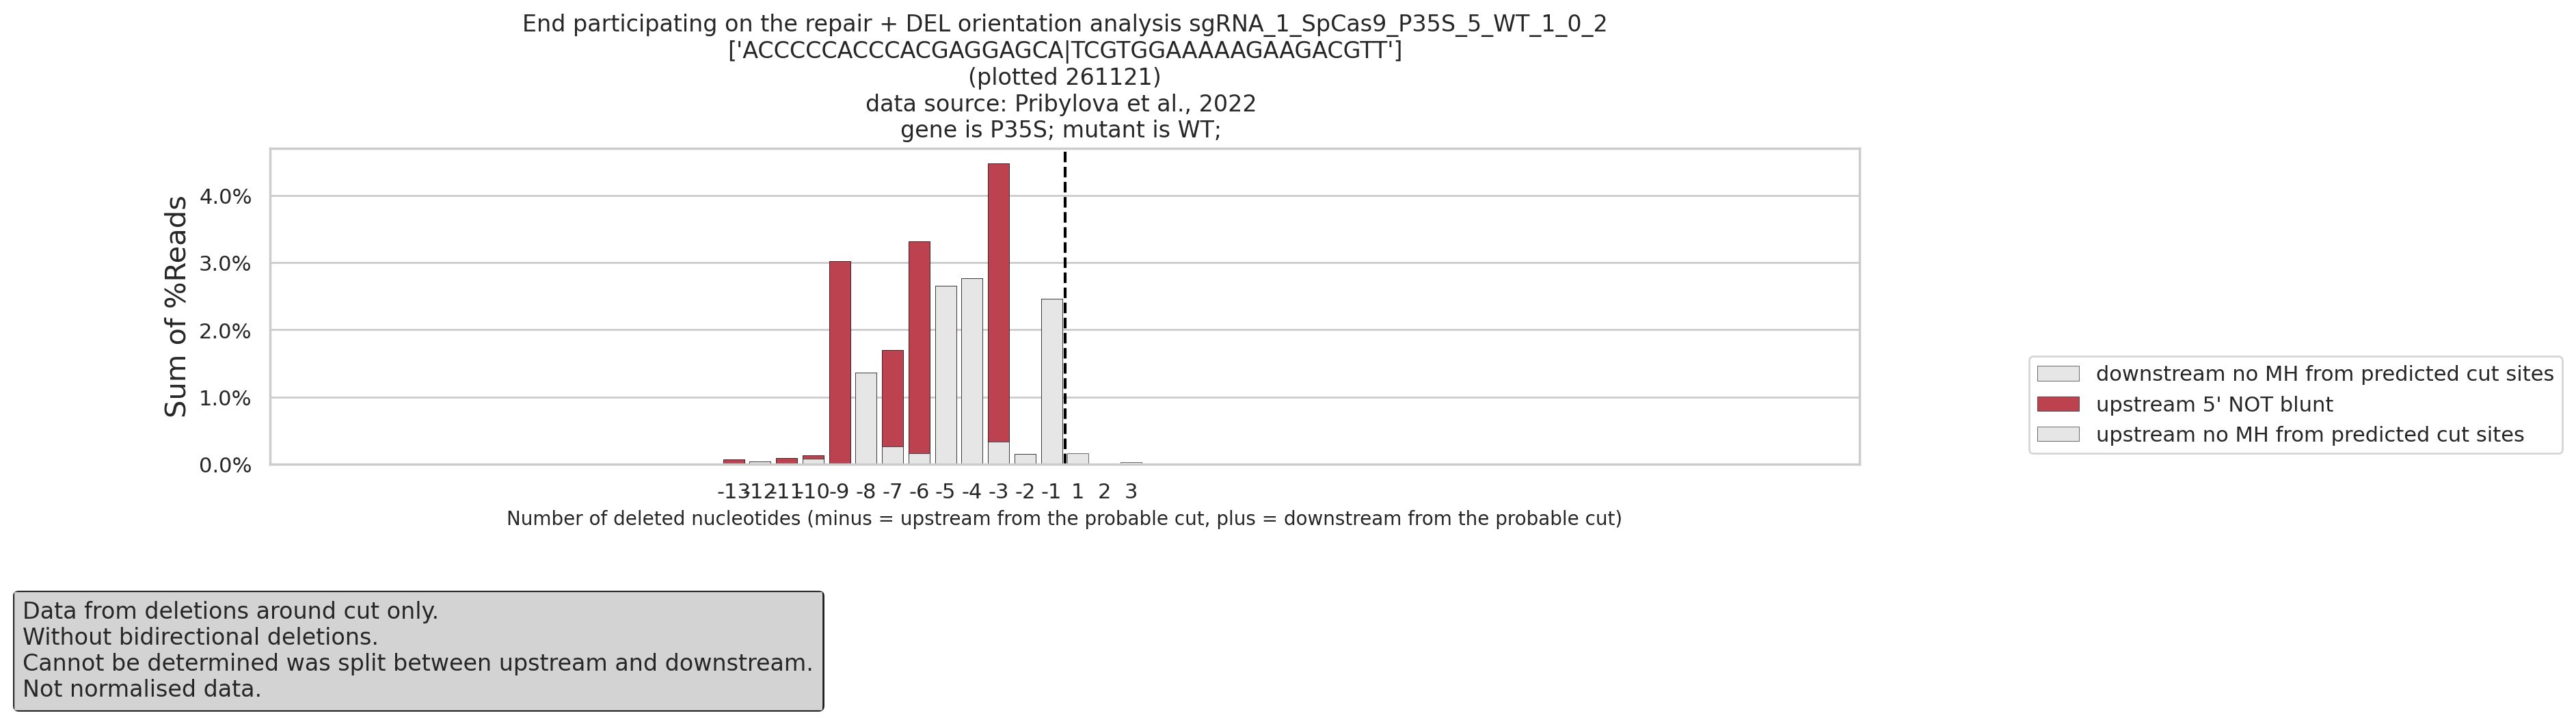 End participating on the repair + DEL orientation analysis sgRNA_1_SpCas9_P35S_5_WT_1_0_2
['ACCCCCACCCACGAGGAGCA|TCGTGGAAAAAGAAGACGTT']
(plotted 261121)
data source: Pribylova et al., 2022
gene is P35S; mutant is WT;
Sum of %Reads
4.0%
3.0%
2.0%
1.0%
0.0%
-13 -12 -11 -10 -9 -8 -7 -6 -5 -4 -3 -2 -1 1 2 3
Number of deleted nucleotides (minus = upstream from the probable cut, plus = downstream from the probable cut)
downstream no MH from predicted cut sites
upstream 5' NOT blunt
upstream no MH from predicted cut sites
Data from deletions around cut only.
Without bidirectional deletions.
Cannot be determined was split between upstream and downstream.
Not normalised data.